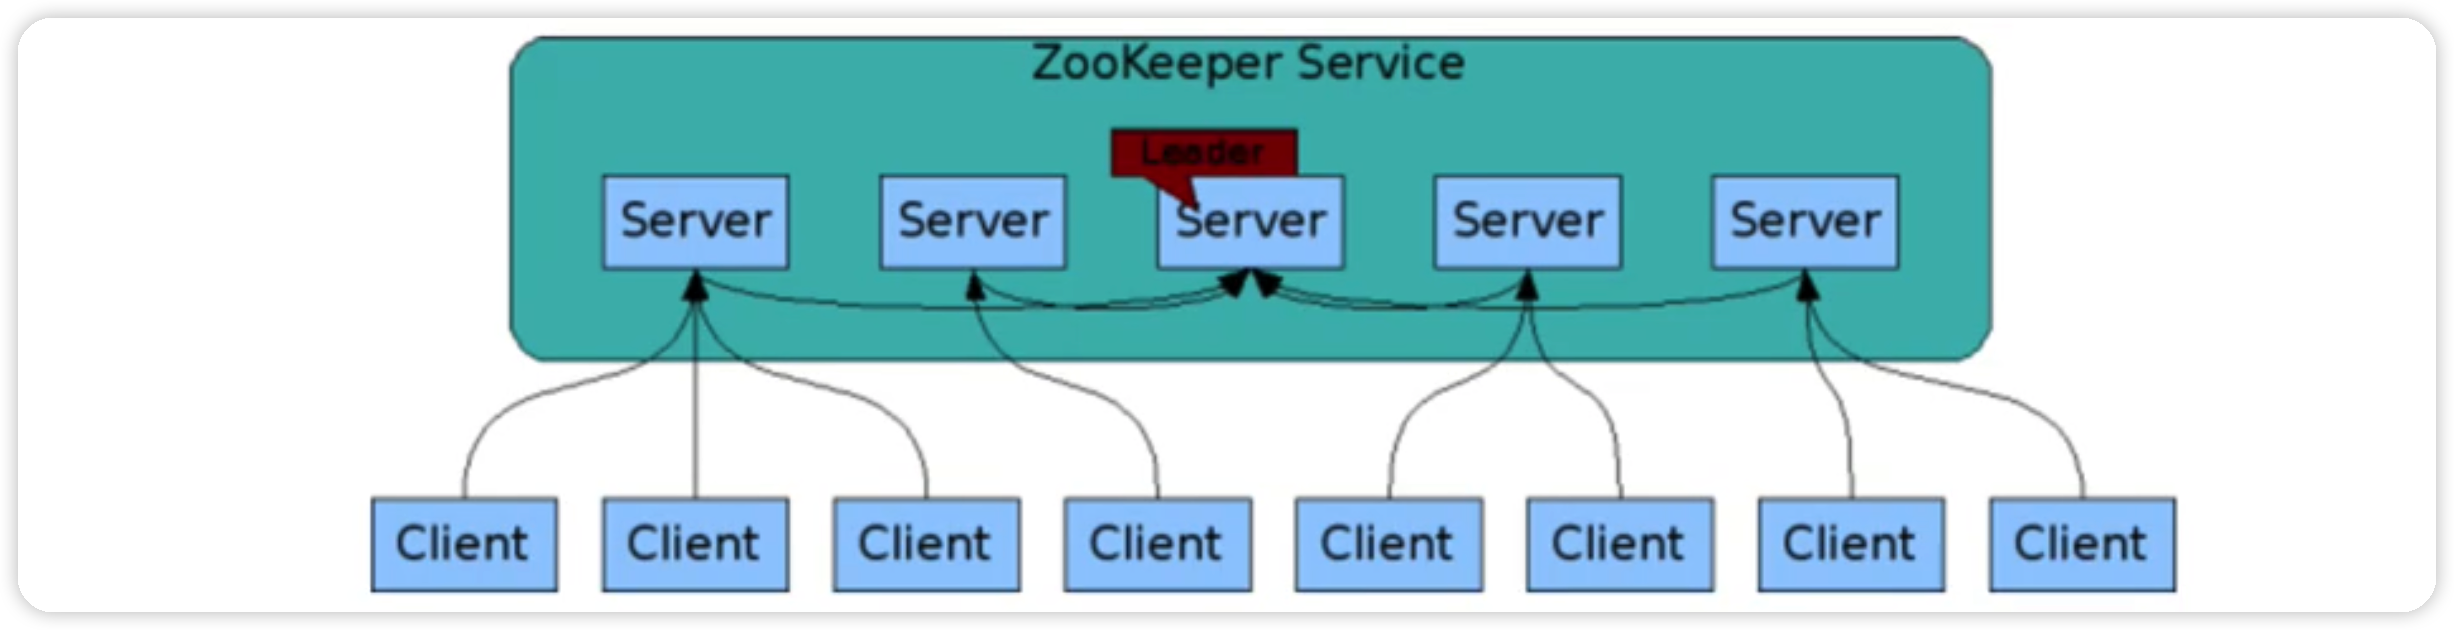 ZooKeeper Service
Leader
Server Server Server Server Server
Client Client Client Client Client Client Client Client